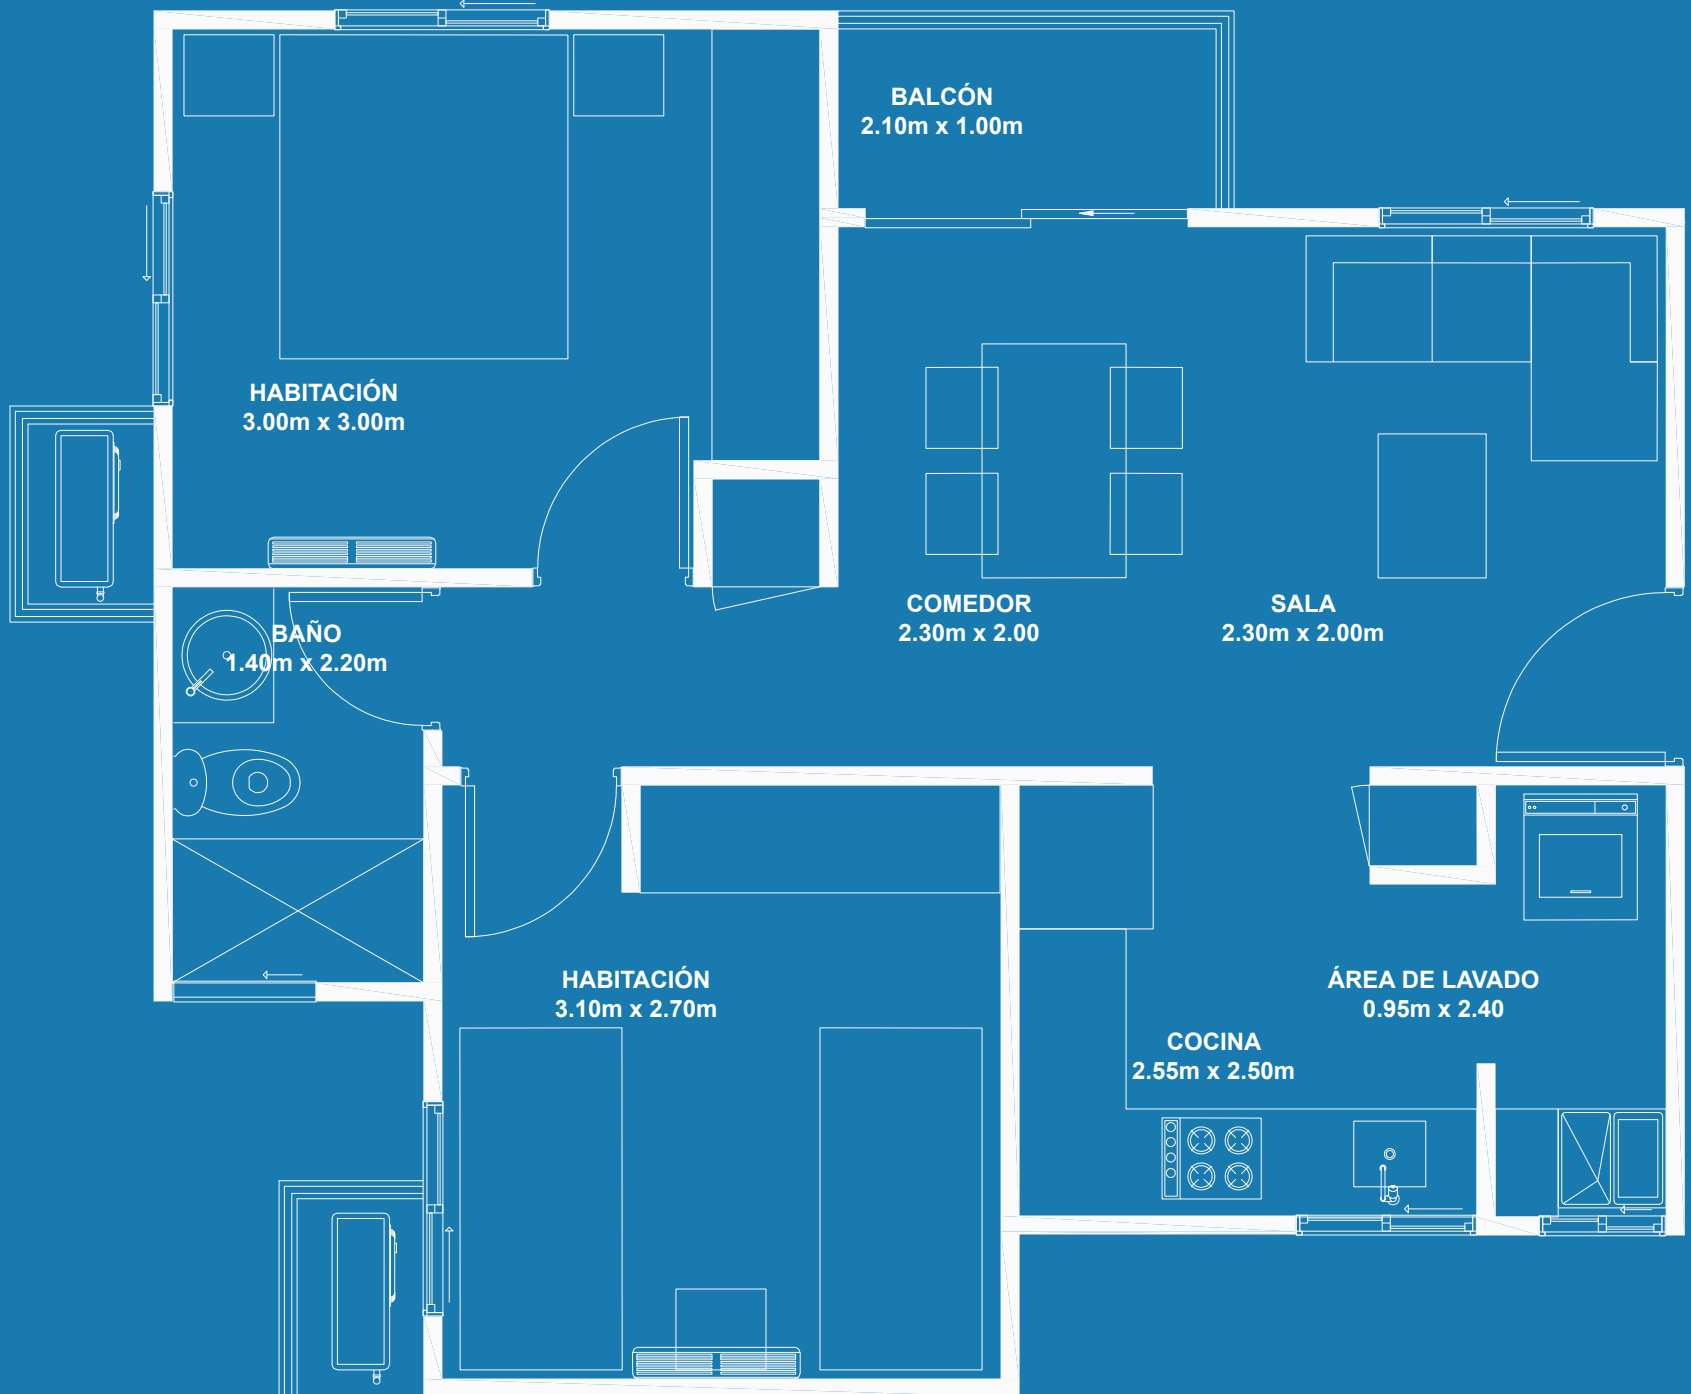 BALCÓN
2.10m x 1.00m
HABITACIÓN
3.00m x 3.00m
COMEDOR
2.30m x 2.00
SALA
2.30m x 2.00m
BAÑO
1.40m x 2.20m
HABITACIÓN
3.10m x 2.70m
ÁREA DE LAVADO
0.95m x 2.40
COCINA
2.55m x 2.50m